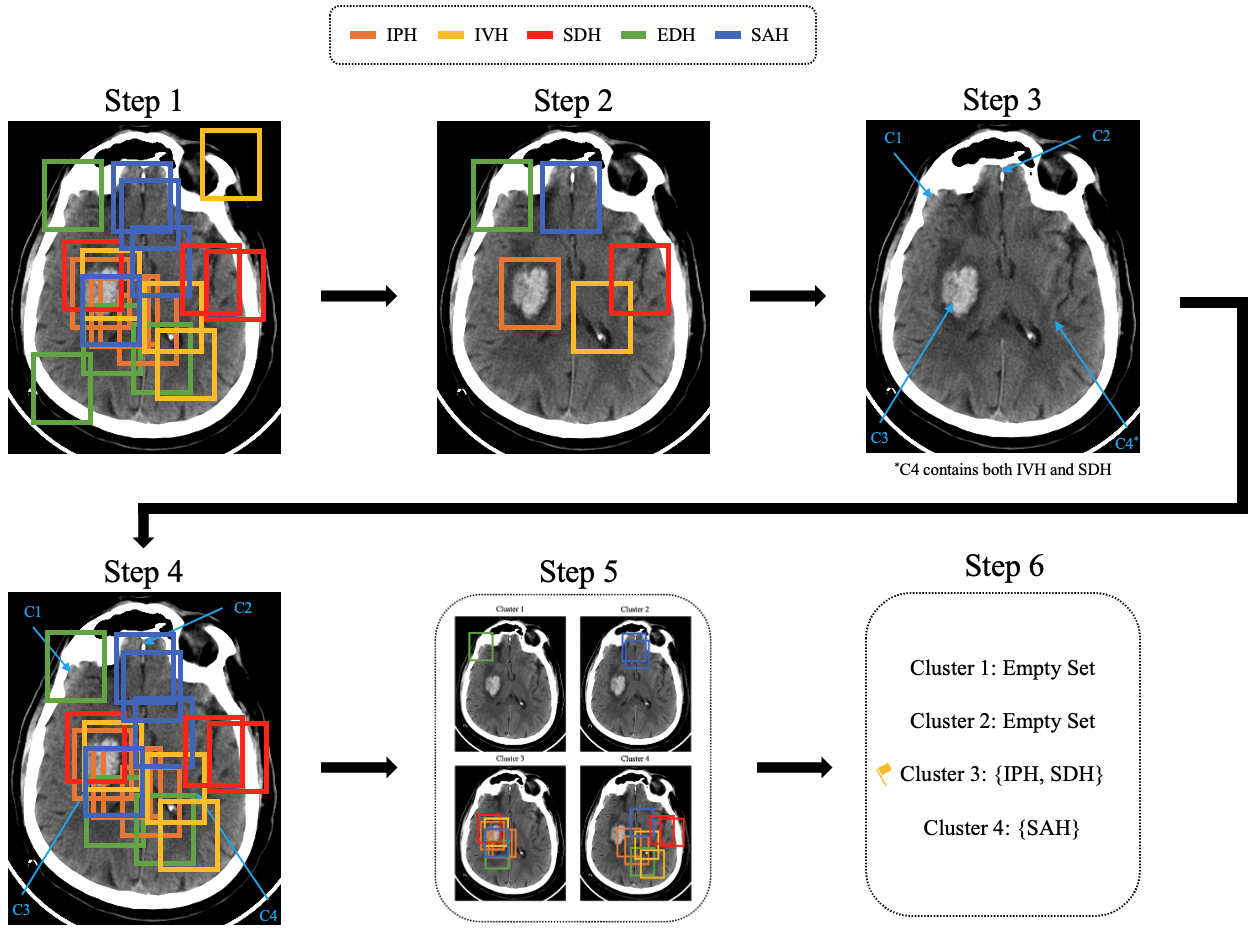 IPH IVH SDH EDH SAH
Step 1
Step 2
Step 3
C1
C2
C3
C4*
*C4 contains both IVH and SDH
Step 4
C1
C2
C3
C4
Step 5
Cluster 1
Cluster 2
Cluster 3
Cluster 4
Step 6
Cluster 1: Empty Set
Cluster 2: Empty Set
Cluster 3: {IPH, SDH}
Cluster 4: {SAH}